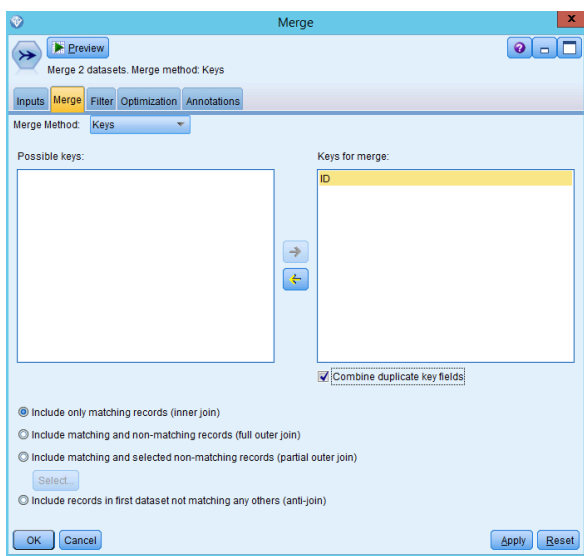 Merge
x
Preview
?
Merge 2 datasets. Merge method: Keys
Inputs Merge Filter Optimization Annotations
Merge Method: Keys
Possible keys: Keys for merge:
ID
Combine duplicate key fields
Include only matching records (inner join)
Include matching and non-matching records (full outer join)
Include matching and selected non-matching records (partial outer join)
Select...
Include records in first dataset not matching any others (anti-join)
OK Cancel Apply Reset